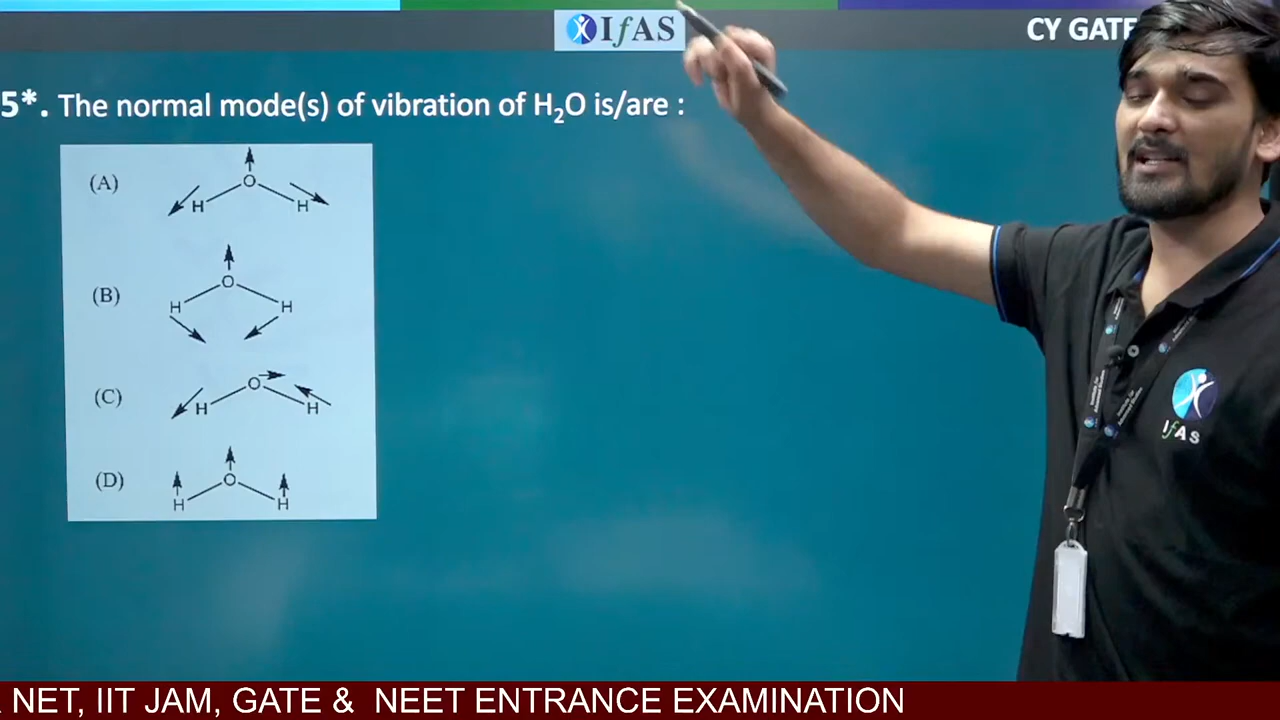 IfAS
CY GATE
5*. The normal mode(s) of vibration of H₂O is/are :
(A)
O
H H
(B)
O
H H
(C)
O
H H
(D)
O
H H
IfAS
NET, IIT JAM, GATE & NEET ENTRANCE EXAMINATION